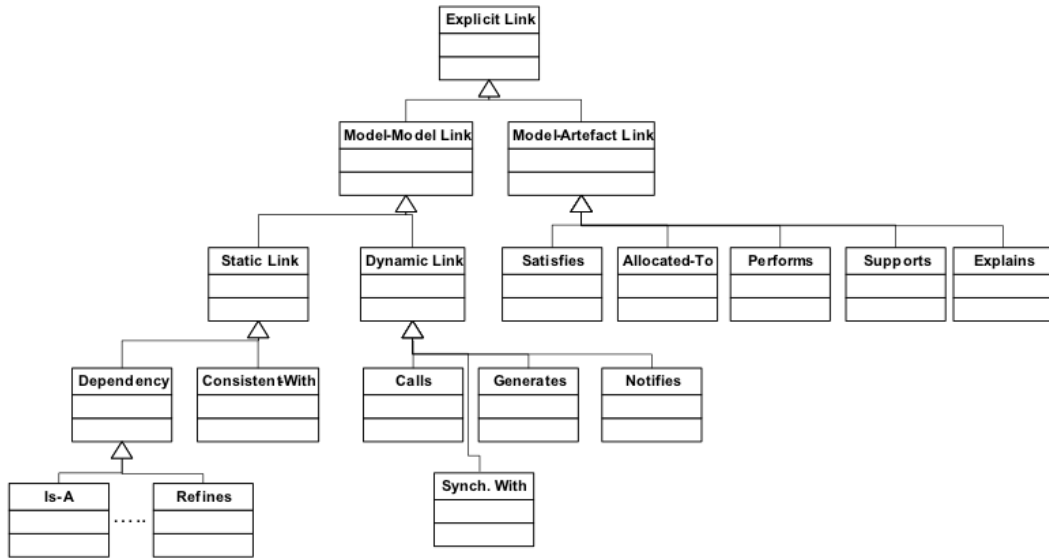 Explicit Link
Model-Model Link
Model-Artefact Link
Static Link
Dynamic Link
Satisfies
Allocated-To
Performs
Supports
Explains
Dependency
Consistent-With
Calls
Generates
Notifies
Is-A
.....
Refines
Synch. With